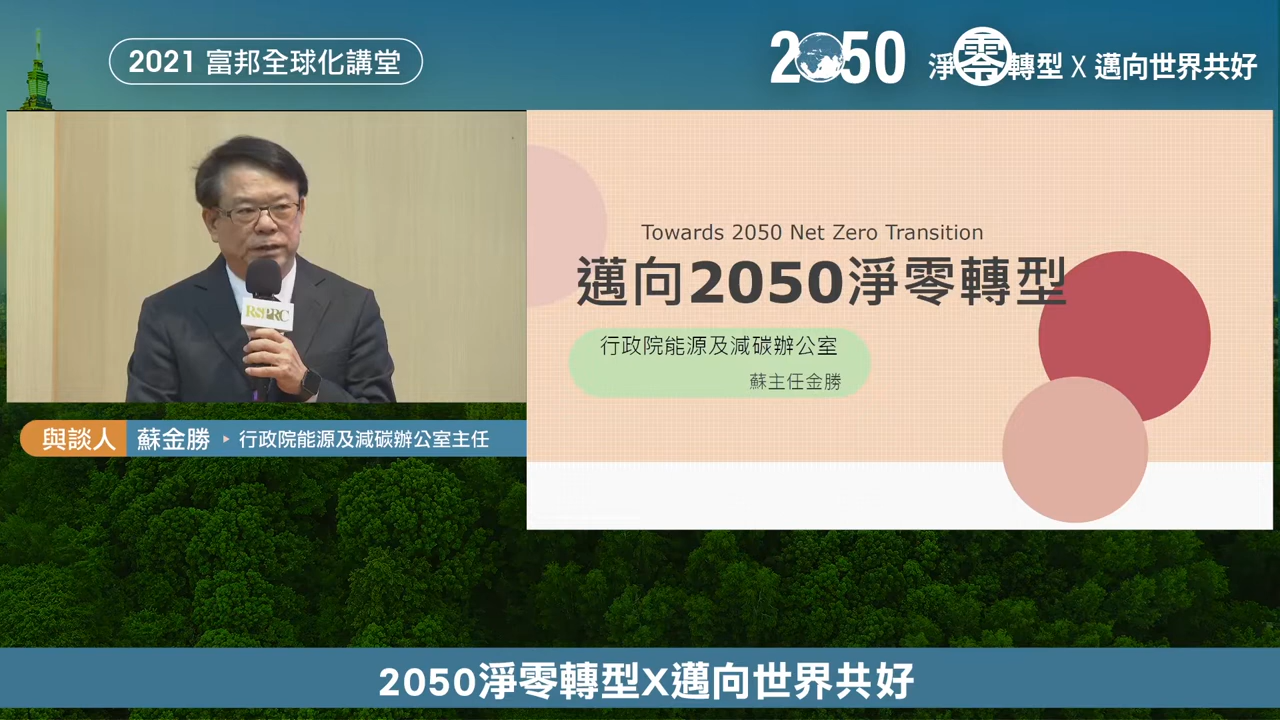 2021 富邦全球化講堂
2050 淨零轉型 X 邁向世界共好
RSPRC
Towards 2050 Net Zero Transition
邁向2050淨零轉型
行政院能源及減碳辦公室
蘇主任金勝
與談人 蘇金勝 行政院能源及減碳辦公室主任
2050淨零轉型X邁向世界共好